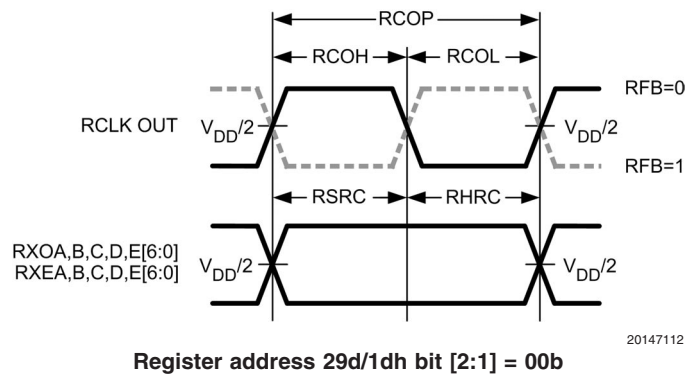 RCOP
RCOH RCOL
RFB=0
RCLK OUT
VDD/2 VDD/2
RFB=1
RSRC RHRC
RXOA,B,C,D,E[6:0]
RXEA,B,C,D,E[6:0]
VDD/2 VDD/2
20147112
Register address 29d/1dh bit [2:1] = 00b